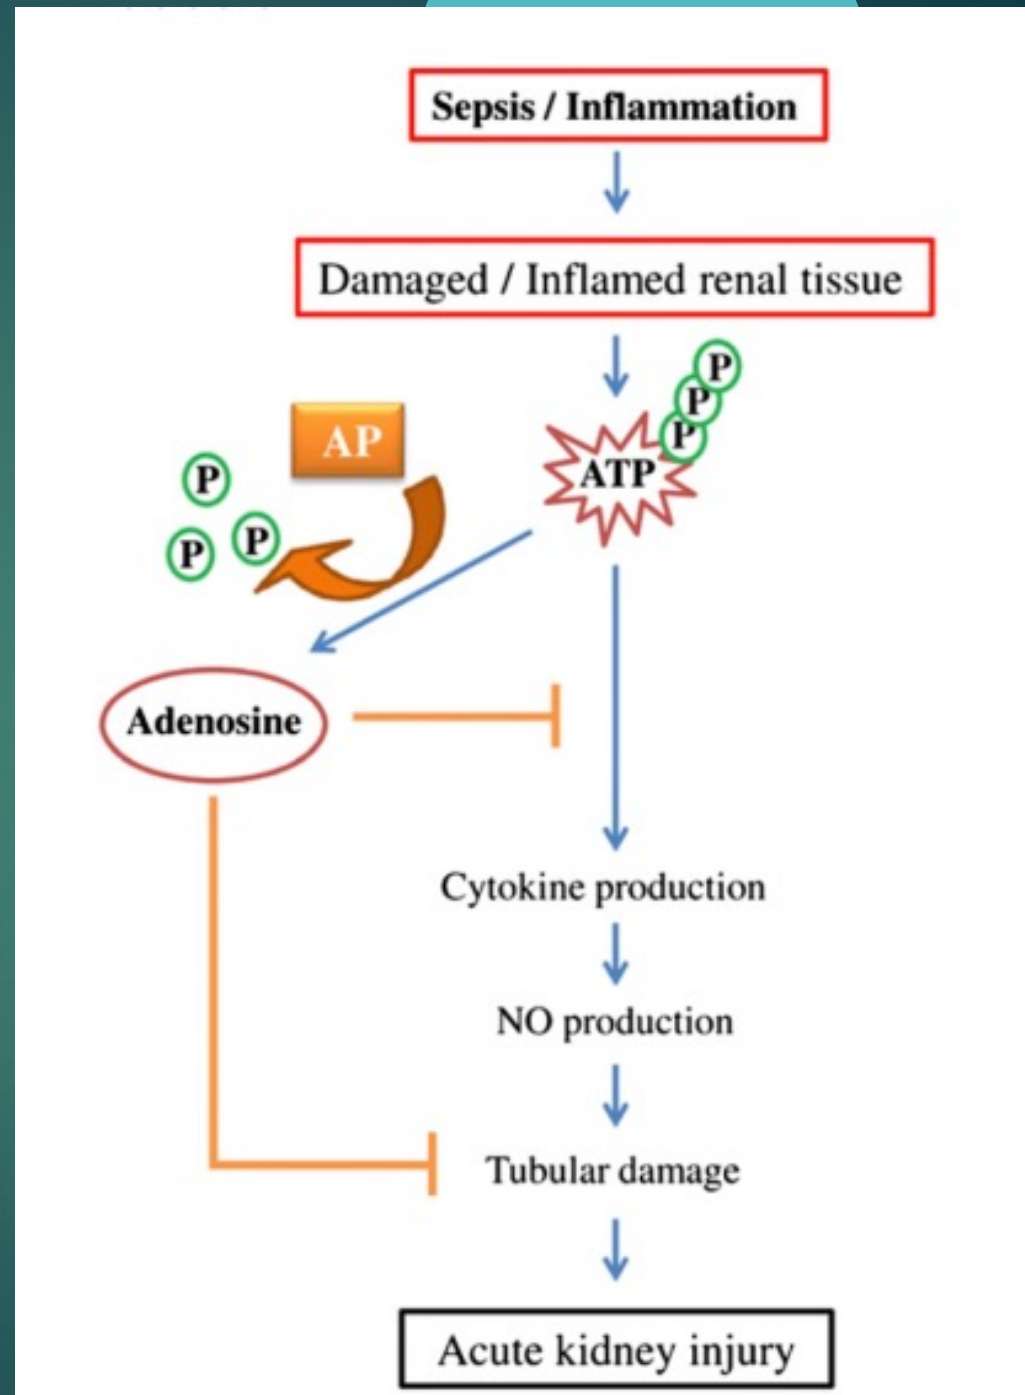 Sepsis / Inflammation
Damaged / Inflamed renal tissue
P
P
P
ATP
AP
P
P
P
Adenosine
Cytokine production
NO production
Tubular damage
Acute kidney injury